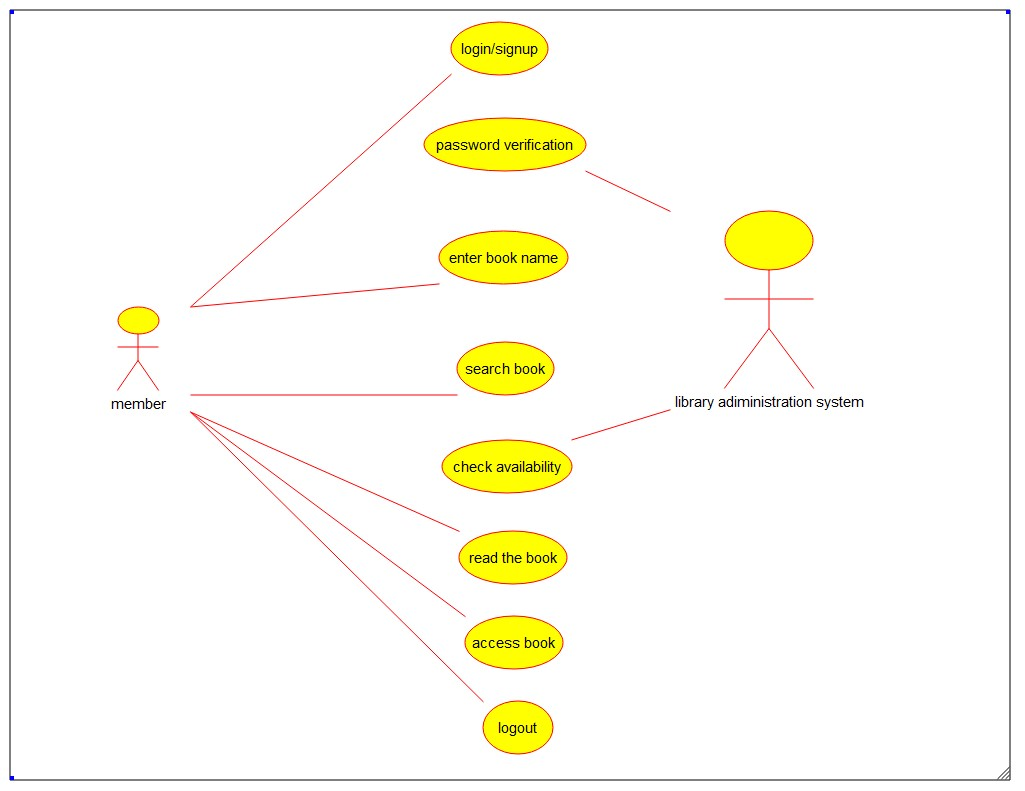 login/signup
password verification
enter book name
search book
member
library adiministration system
check availability
read the book
access book
logout